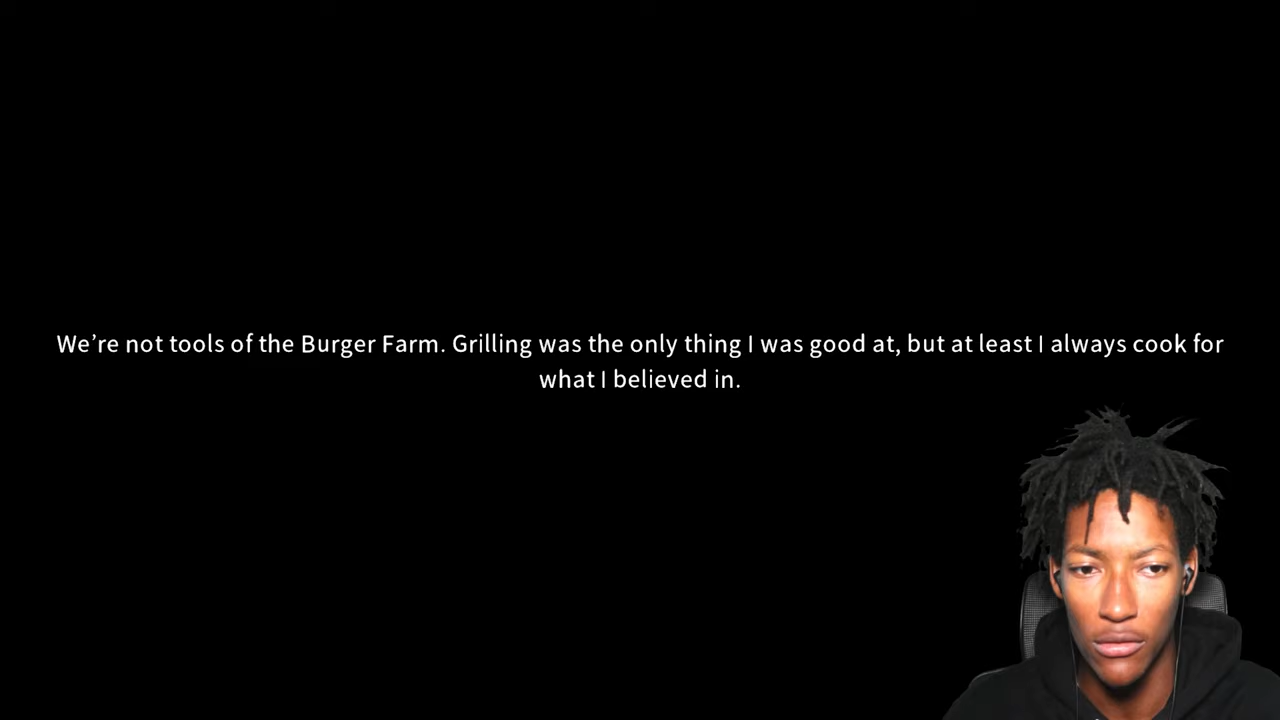 We’re not tools of the Burger Farm. Grilling was the only thing I was good at, but at least I always cook for
what I believed in.